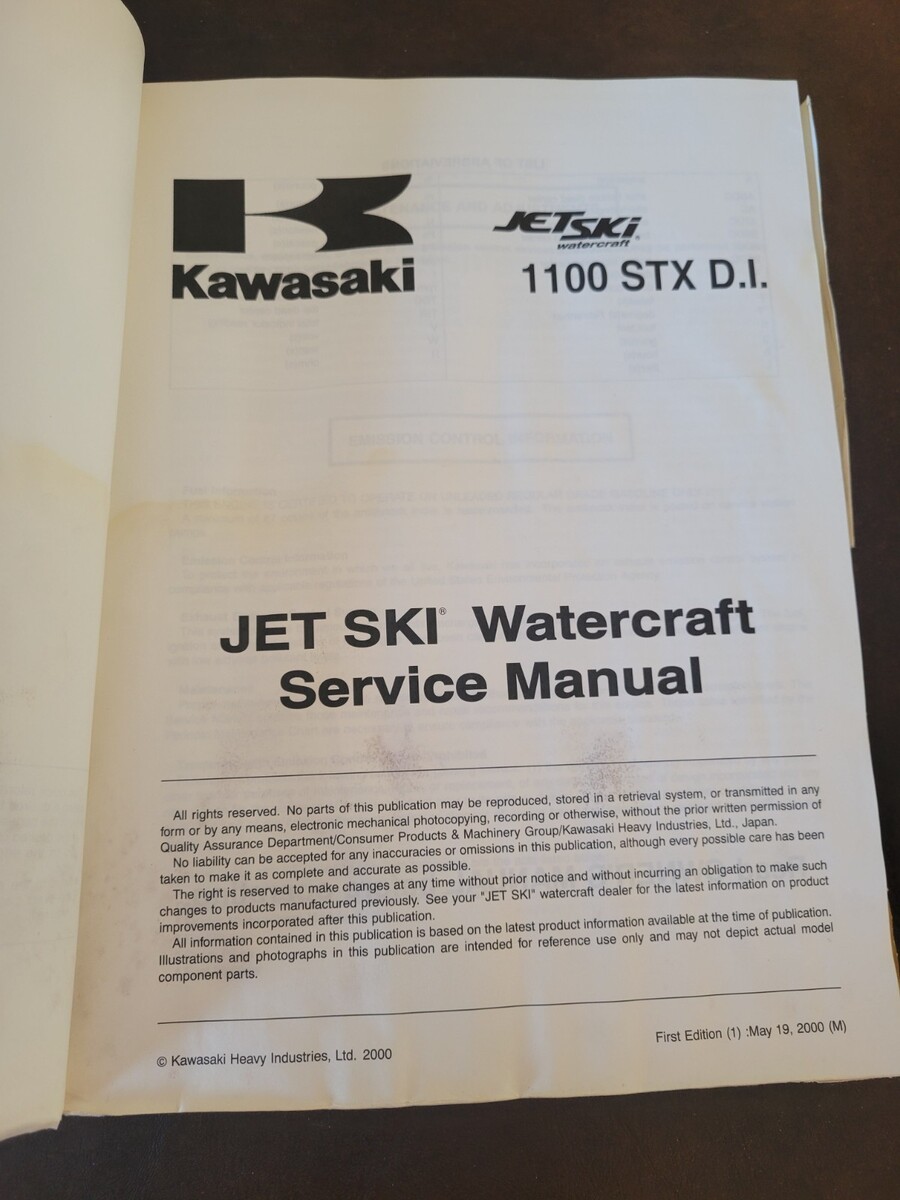 Kawasaki
JET SKi®
watercraft
1100 STX D.I.
JET SKI® Watercraft
Service Manual
All rights reserved. No parts of this publication may be reproduced, stored in a retrieval system, or transmitted in any
form or by any means, electronic mechanical photocopying, recording or otherwise, without the prior written permission of
Quality Assurance Department/Consumer Products & Machinery Group/Kawasaki Heavy Industries, Ltd., Japan.
No liability can be accepted for any inaccuracies or omissions in this publication, although every possible care has been
taken to make it as complete and accurate as possible.
The right is reserved to make changes at any time without prior notice and without incurring an obligation to make such
changes to products manufactured previously. See your "JET SKI" watercraft dealer for the latest information on product
improvements incorporated after this publication.
All information contained in this publication is based on the latest product information available at the time of publication.
Illustrations and photographs in this publication are intended for reference use only and may not depict actual model
component parts.
© Kawasaki Heavy Industries, Ltd. 2000
First Edition (1) :May 19, 2000 (M)